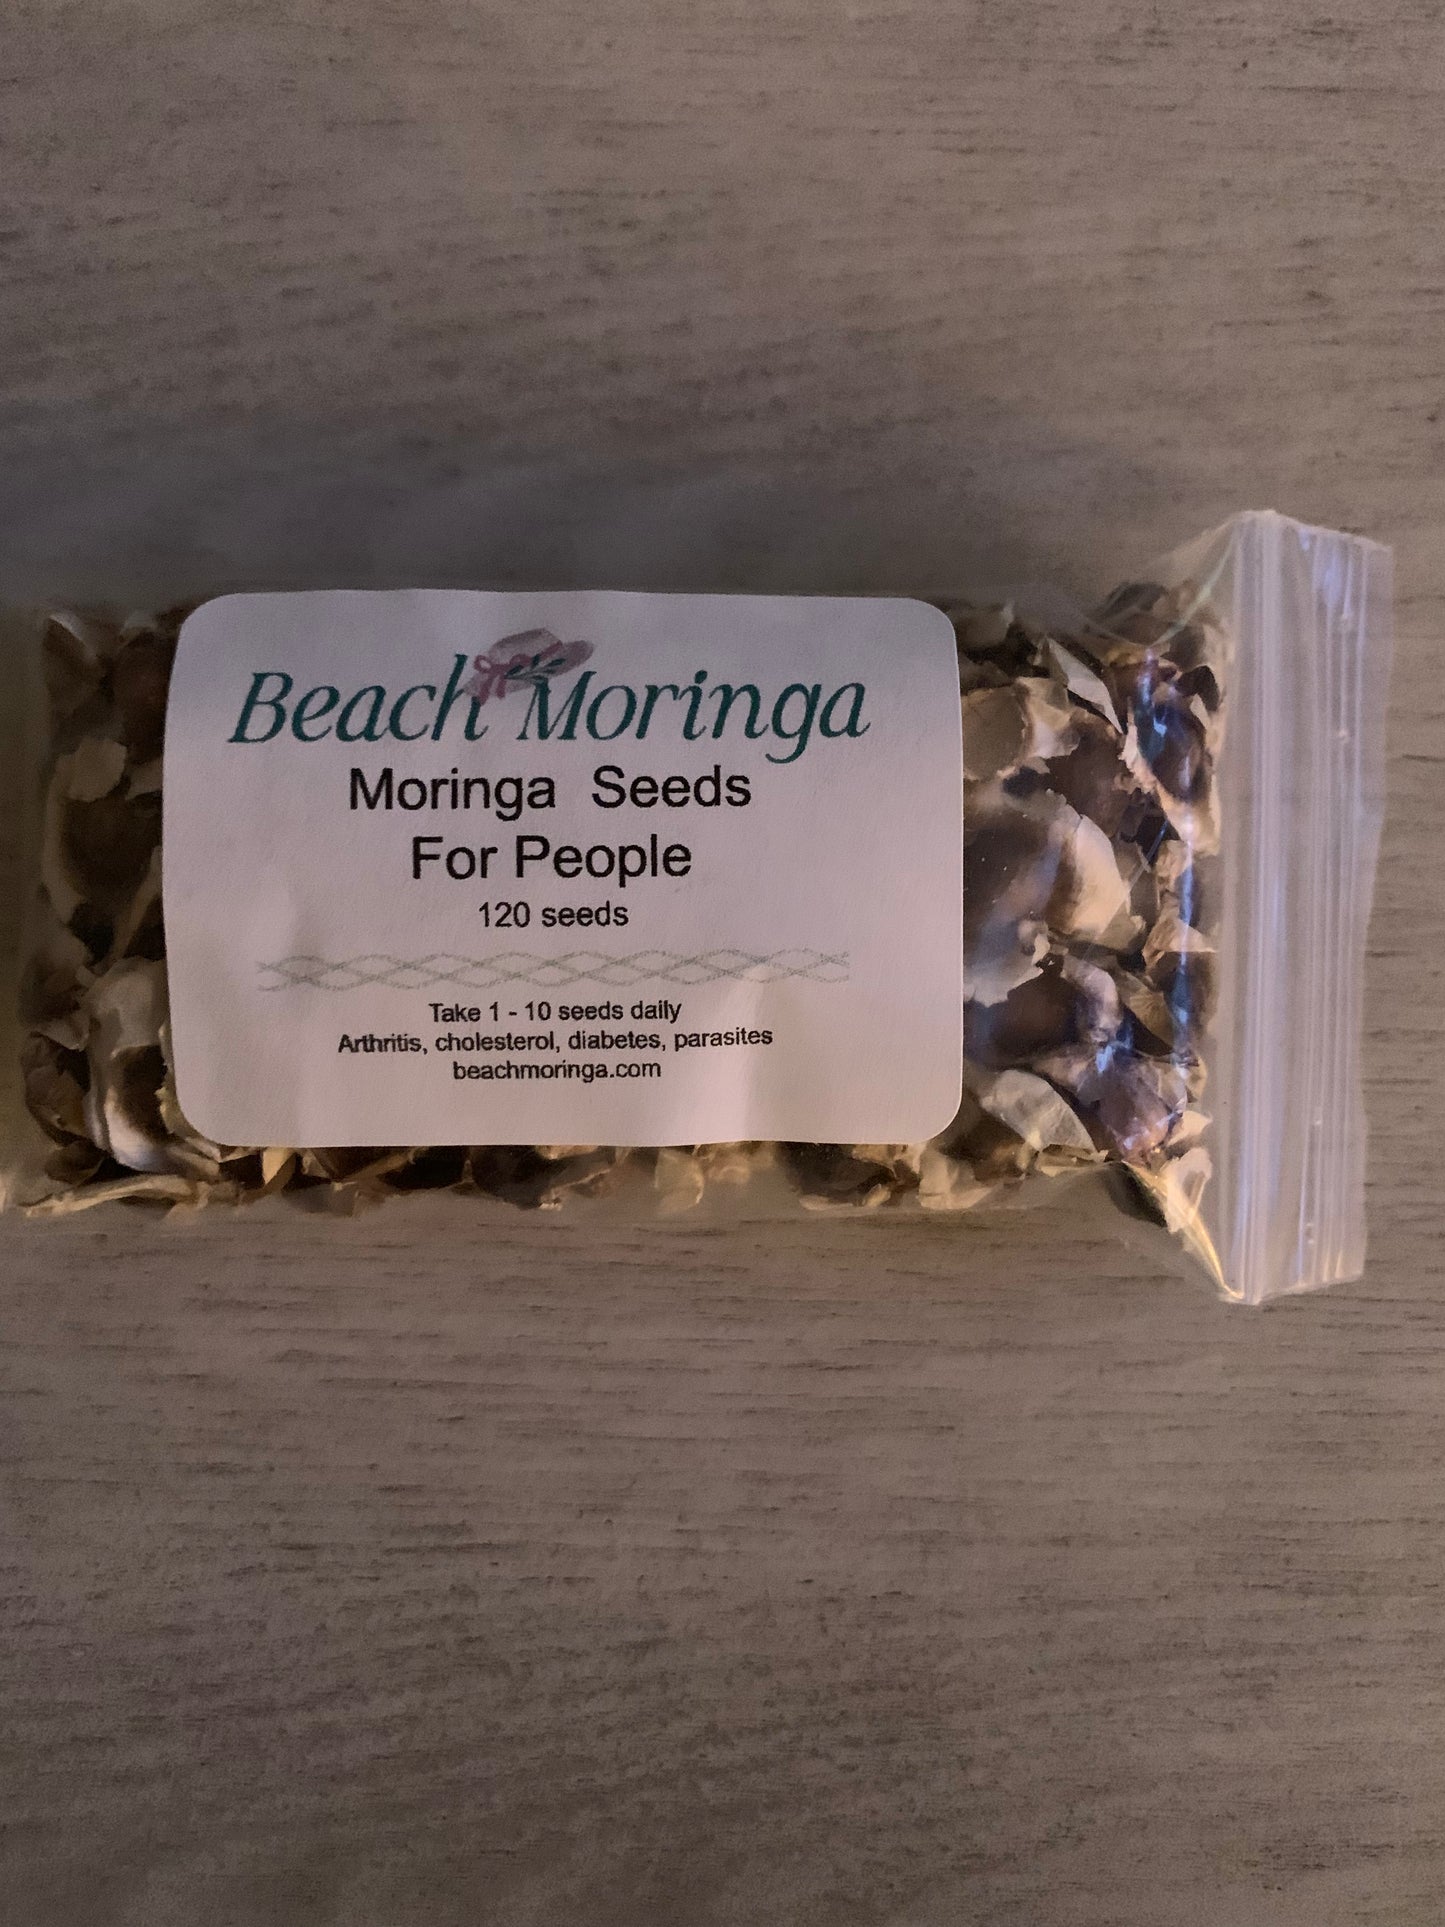 Beach Moringa
Moringa Seeds
For People
120 seeds
Take 1 - 10 seeds daily
Arthritis, cholesterol, diabetes, parasites
beachmoringa.com